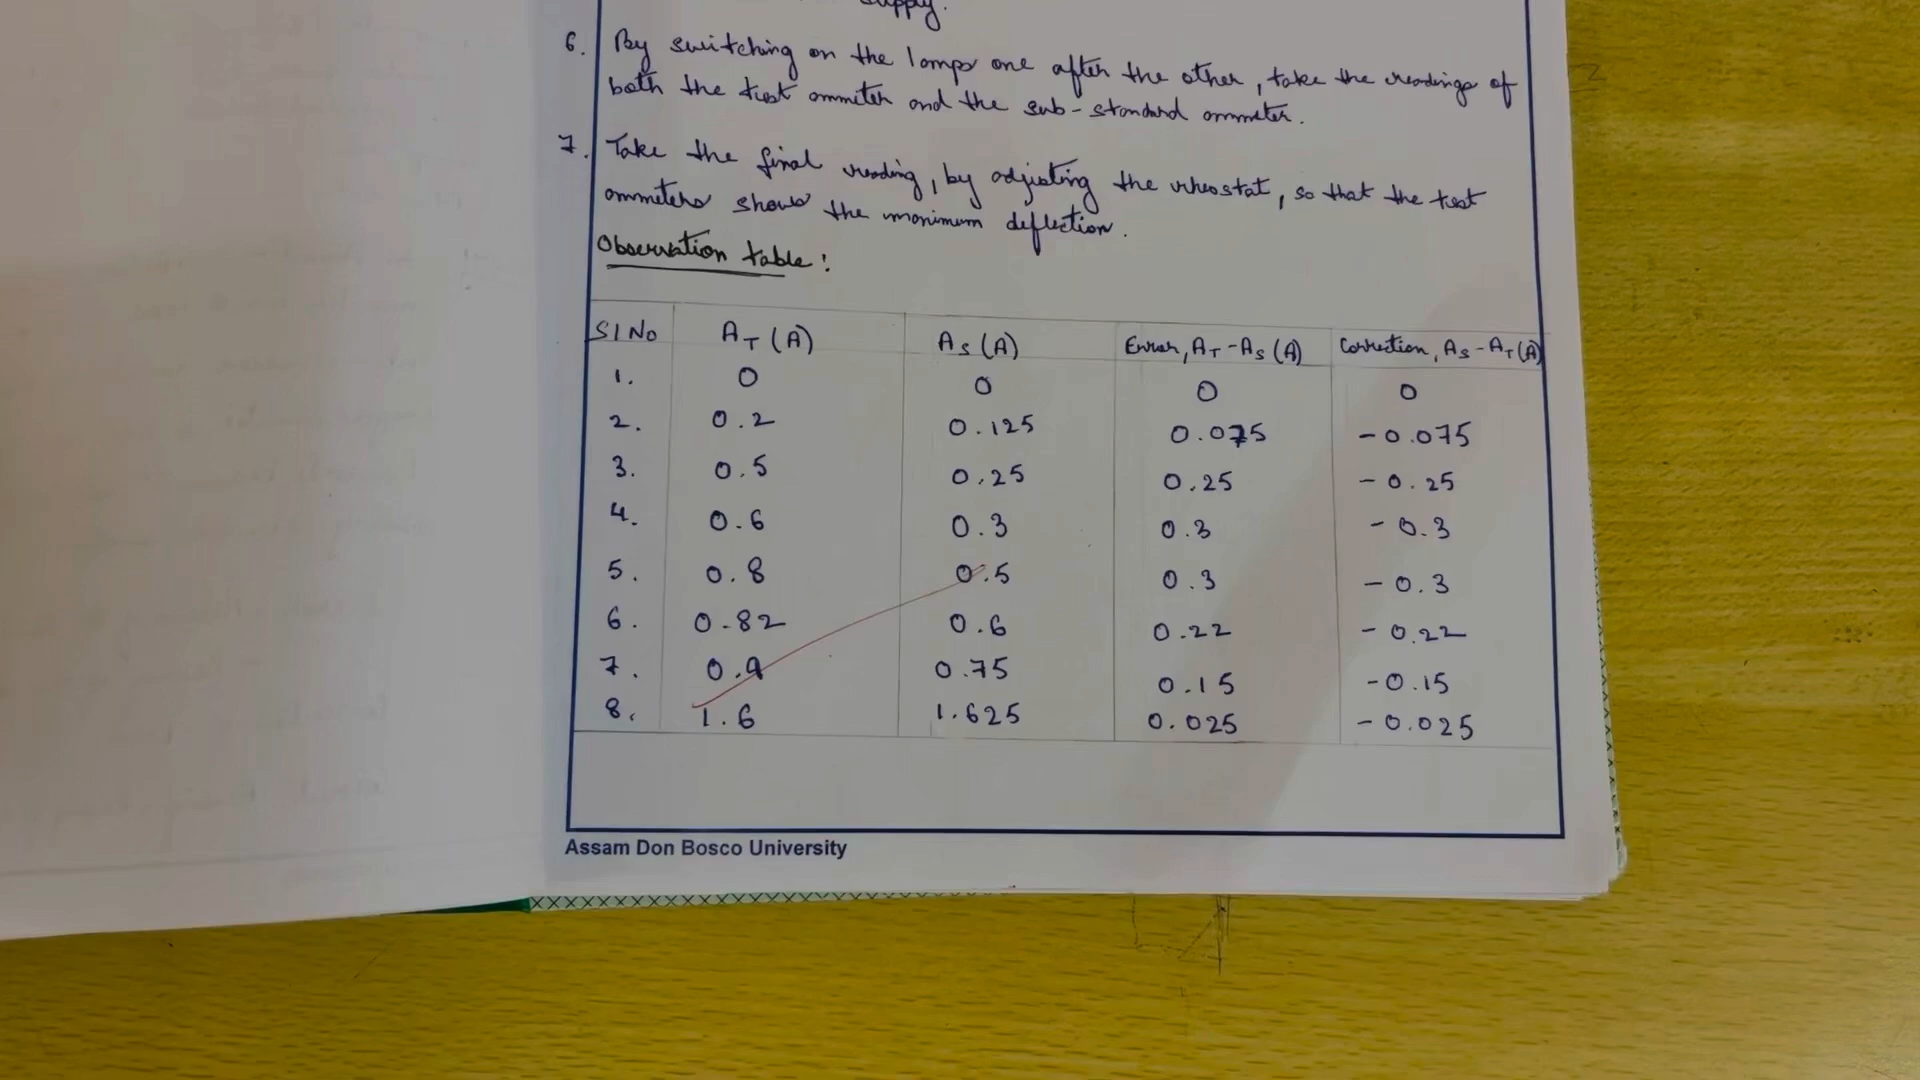 supply.
6. By switching on the lamps one after the other, take the readings of
both the test ammeter and the sub-standard ammeter.
7. Take the final reading, by adjusting the rheostat, so that the test
ammeters shows the maximum deflection.
Observation table:
Sl No AT (A) AS (A) Error, AT - AS (A) Correction, AS - AT (A)
1. 0 0 0 0
2. 0.2 0.125 0.075 - 0.075
3. 0.5 0.25 0.25 - 0.25
4. 0.6 0.3 0.3 - 0.3
5. 0.8 0.5 0.3 - 0.3
6. 0.82 0.6 0.22 - 0.22
7. 0.9 0.75 0.15 - 0.15
8. 1.6 1.625 0.025 - 0.025
Assam Don Bosco University